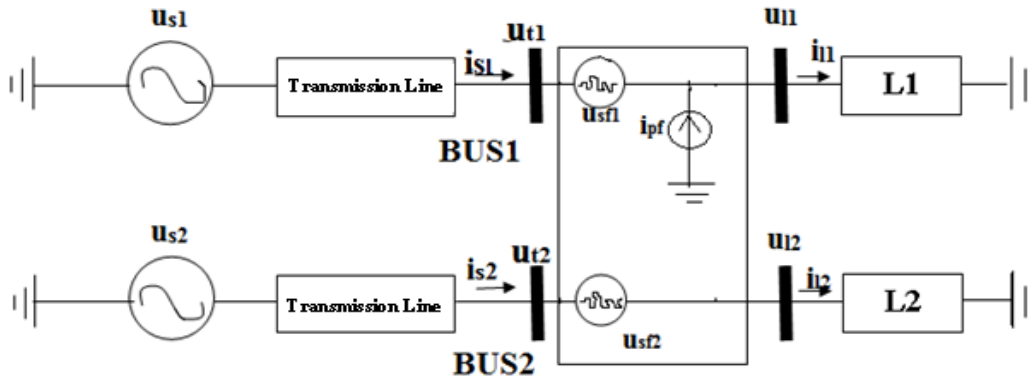 us1
Transmission Line
iS1
ut1
BUS1
usf1
ipf
ul1
il1
L1
us2
Transmission Line
is2
ut2
BUS2
usf2
ul2
il2
L2